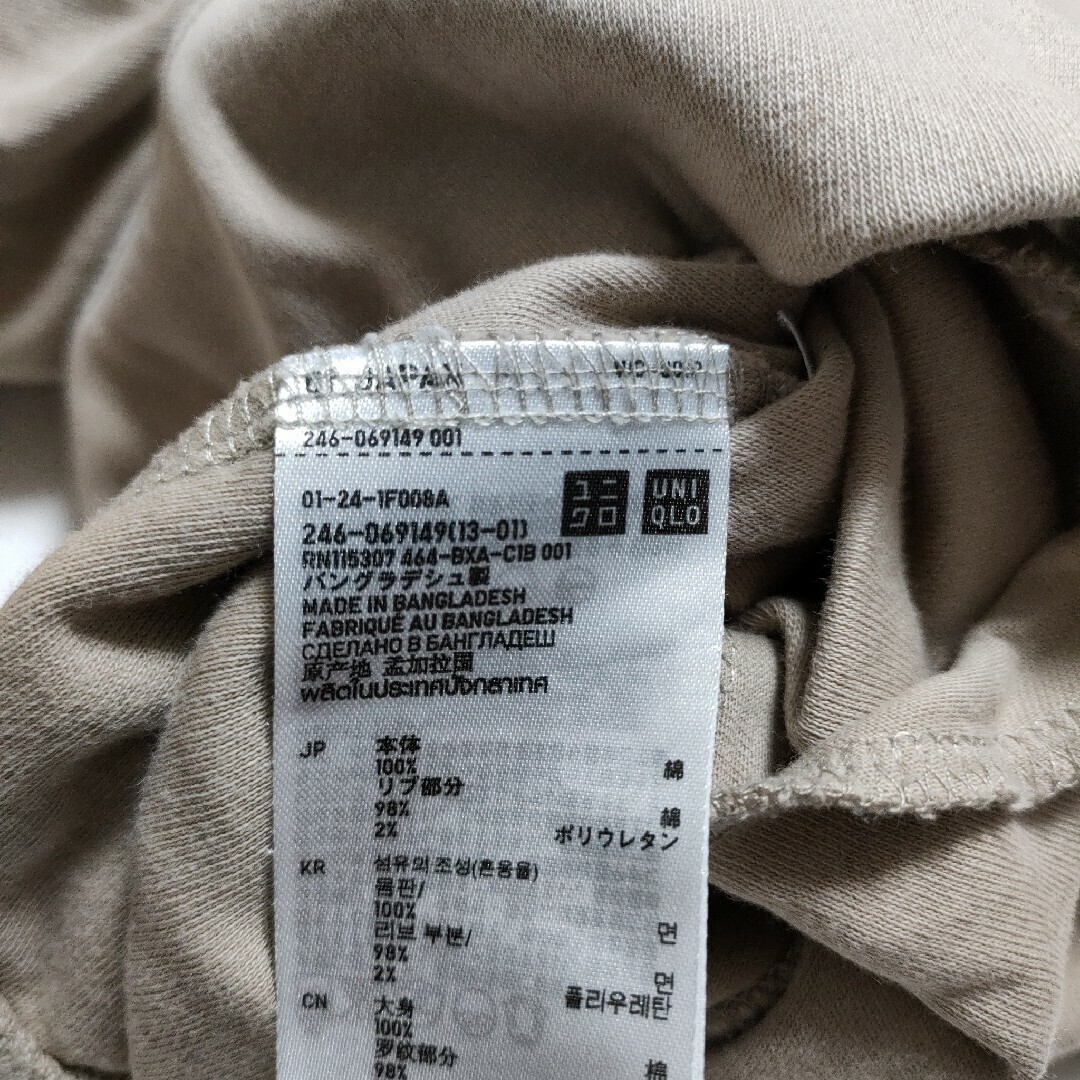 01 JAPAN
246-069149 001
01-24-1F008A
ユニクロ
UNIQLO
246-069149(13-01)
RN115307 464-BXA-C1B 001
バングラデシュ製
MADE IN BANGLADESH
FABRIQUÉ AU BANGLADESH
СДЕЛАНО В БАНГЛАДЕШ
原产地 孟加拉国
ผลิตในประเทศบังกลาเทศ
JP 本体
100% 綿
リブ部分
98% 綿
2% ポリウレタン
KR 섬유의 조성(혼용율)
몸판/
100% 면
리브 부분/
98% 면
2% 폴리우레탄
CN 大身
100% 棉
罗纹部分
98%